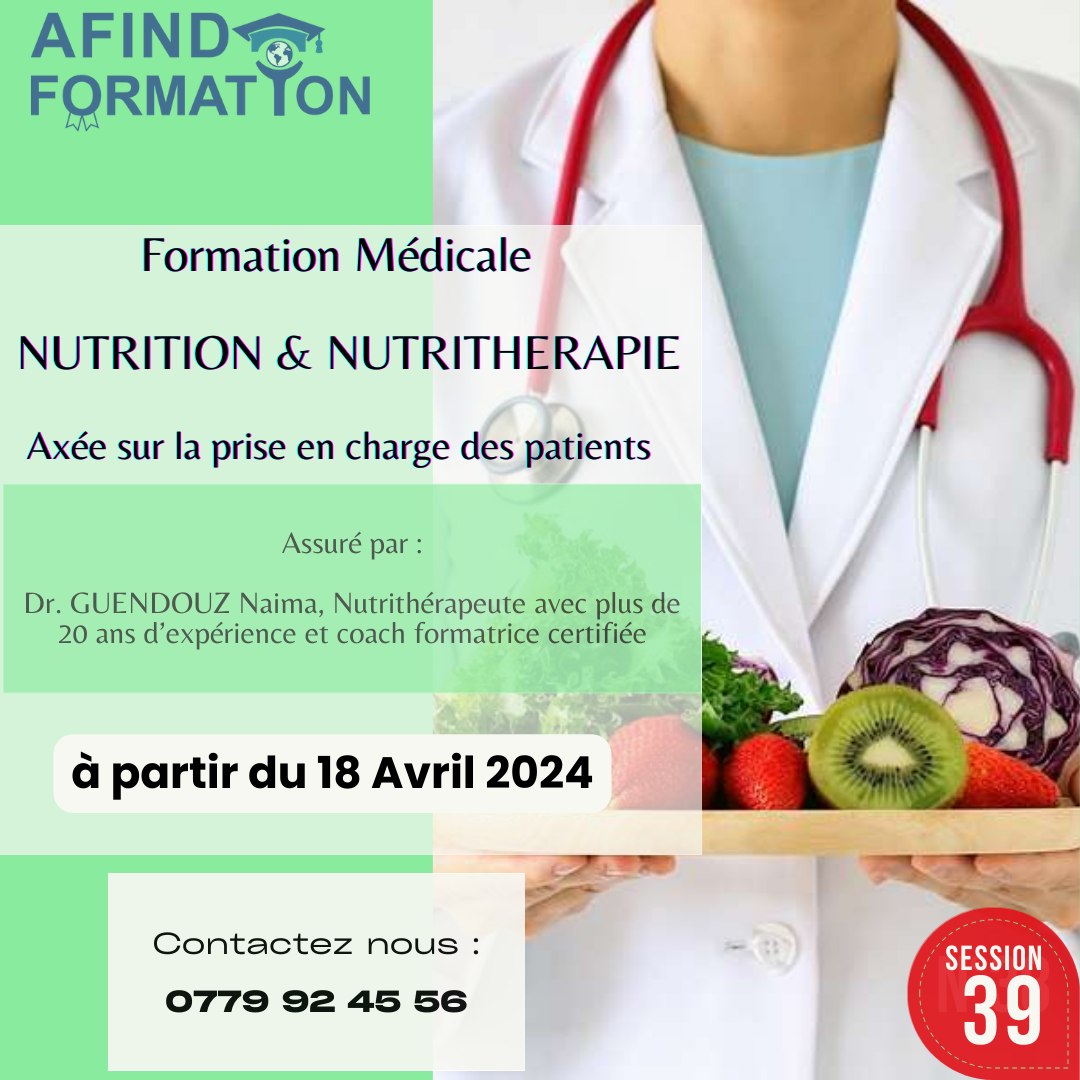 AFIND
FORMATION
Formation Médicale
NUTRITION & NUTRITHERAPIE
Axée sur la prise en charge des patients
Assuré par :
Dr. GUENDOUZ Naima, Nutrithérapeute avec plus de
20 ans d’expérience et coach formatrice certifiée
à partir du 18 Avril 2024
Contactez nous :
0779 92 45 56
SESSION
39